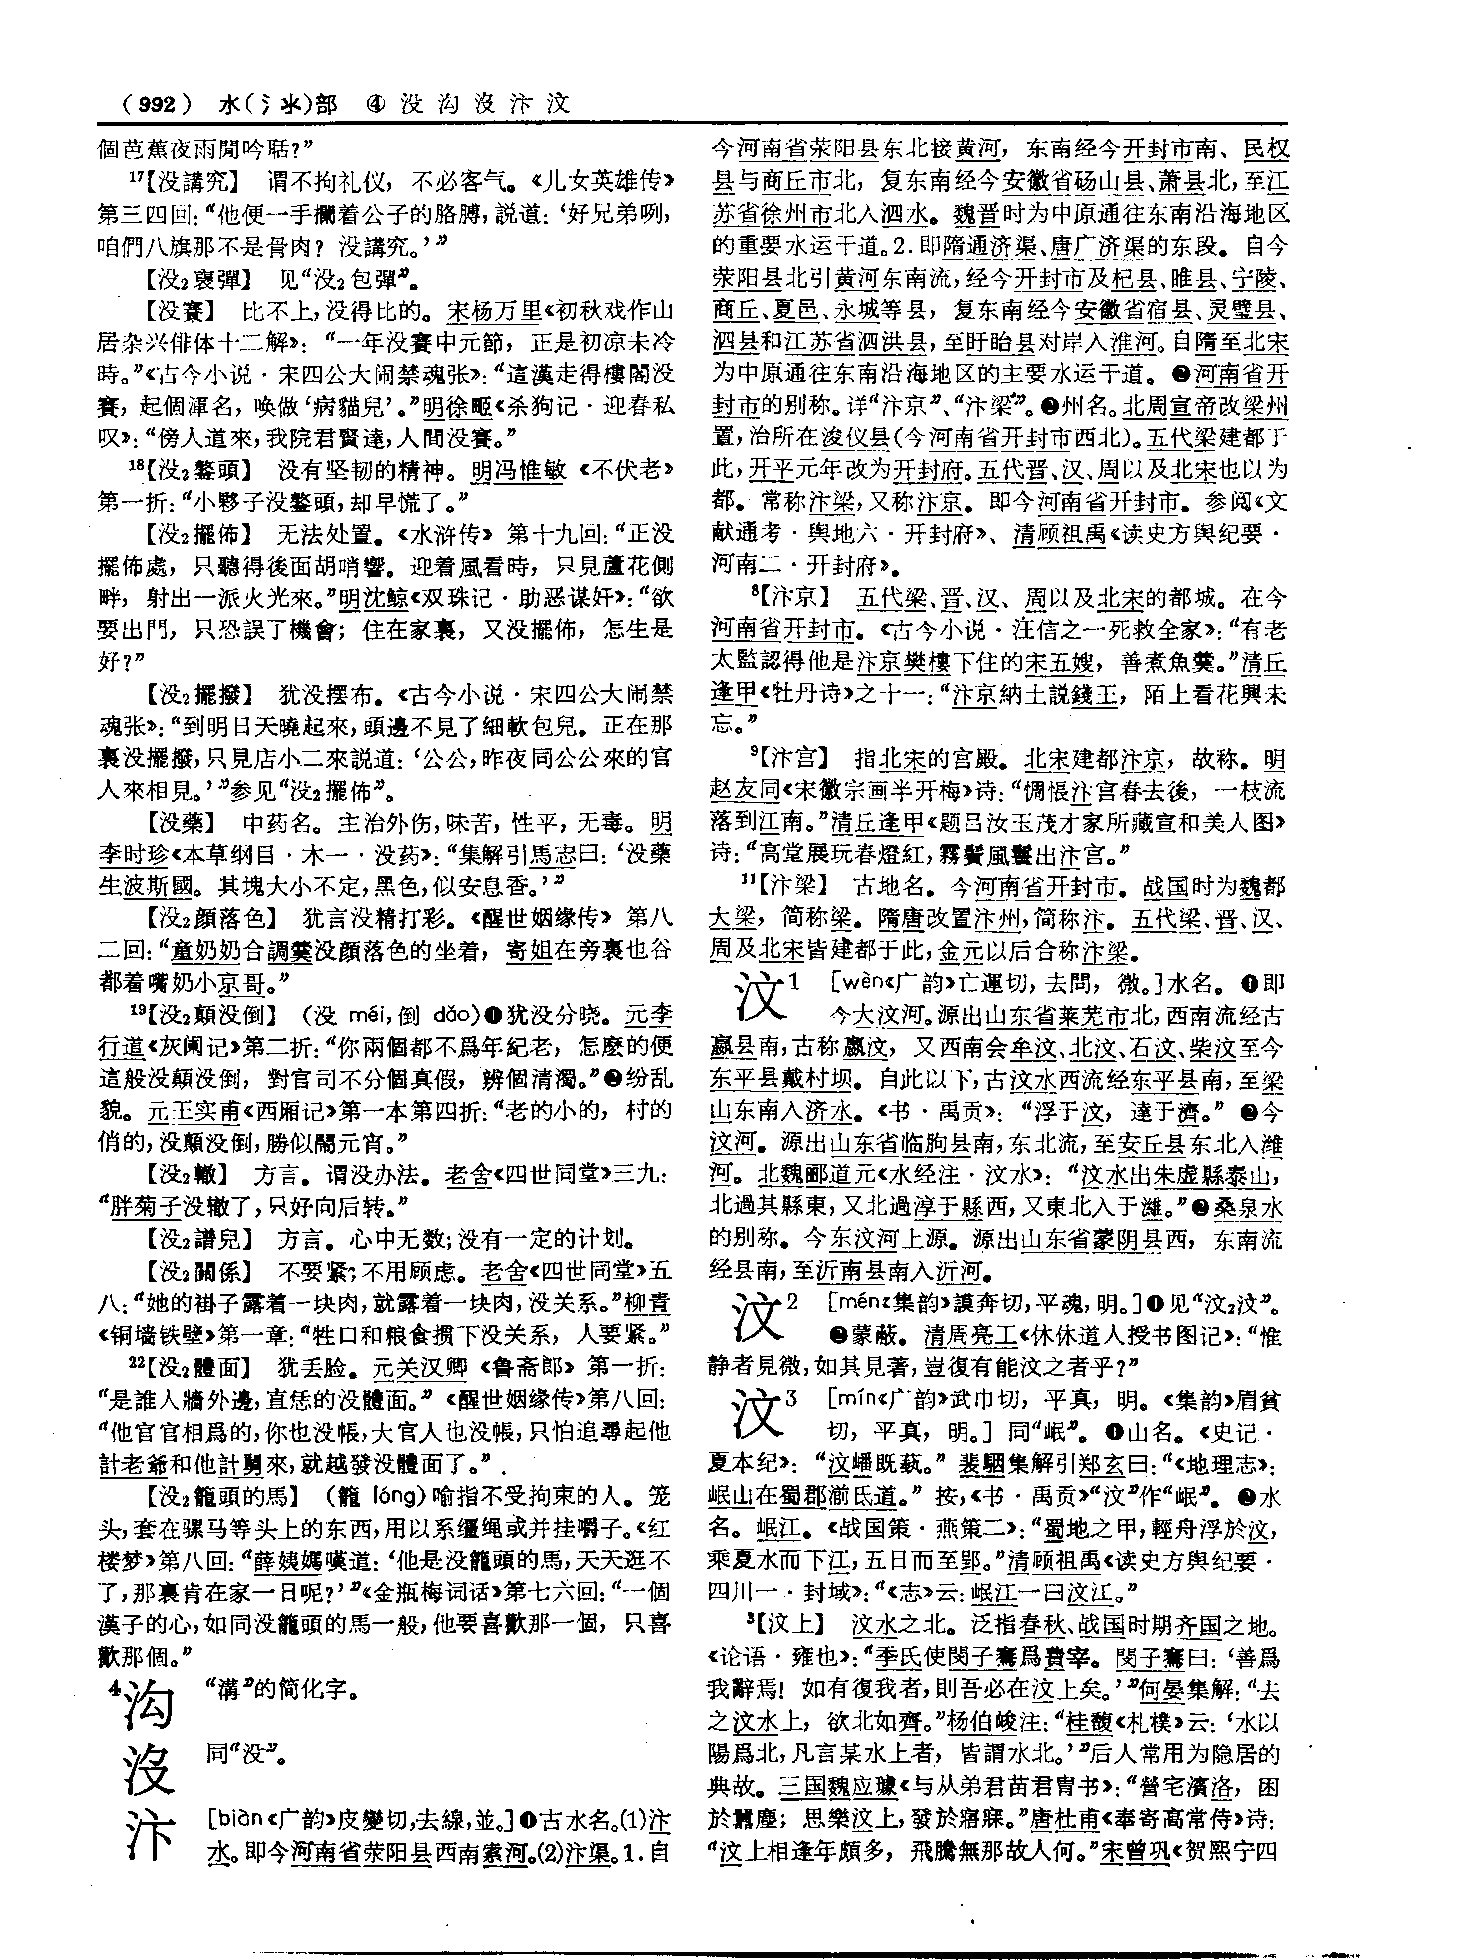 (992) 水(氵氺)部 ④ 没沟沒汴汶
個芭蕉夜雨閒吟聒?”
17【没講究】 谓不拘礼仪，不必客气。《儿女英雄传》
第三四回：“他便一手攔着公子的胳膊，説道：‘好兄弟咧，
咱們八旗那不是骨肉？没講究。’”
【没2裒彈】 见“没2包彈”。
【没賽】 比不上，没得比的。宋杨万里《初秋戏作山
居杂兴俳体十二解》：“一年没賽中元節，正是初凉未冷
時。”《古今小说·宋四公大闹禁魂张》：“這漢走得樓閣没
賽，起個渾名，唤做‘病貓兒’。”明徐𤱻《杀狗记·迎春私
叹》：“傍人道來，我院君賢達，人間没賽。”
18【没2鏊頭】 没有坚韧的精神。明冯惟敏《不伏老》
第一折：“小夥子没鏊頭，却早慌了。”
【没2擺佈】 无法处置。《水浒传》第十九回：“正没
擺佈處，只聽得後面胡哨響。迎着風看時，只見蘆花側
畔，射出一派火光來。”明沈鲸《双珠记·助恶谋奸》：“欲
要出門，只恐誤了機會；住在家裏，又没擺佈，怎生是
好？”
【没2擺撥】 犹没摆布。《古今小说·宋四公大闹禁
魂张》：“到明日天曉起來，頭邊不見了細軟包兒。正在那
裏没擺撥，只見店小二來説道：‘公公，昨夜同公公來的官
人來相見。’”参见“没2擺佈”。
【没藥】 中药名。主治外伤，味苦，性平，无毒。明
李时珍《本草纲目·木一·没药》：“集解引馬志曰：‘没藥
生波斯國。其塊大小不定，黑色，似安息香。’”
【没2顔落色】 犹言没精打彩。《醒世姻缘传》第八
二回：“童奶奶合調羹没顔落色的坐着，寄姐在旁裏也谷
都着嘴奶小京哥。”
19【没2顛没倒】 （没 méi，倒 dǎo）❶犹没分晓。元李
行道《灰阑记》第二折：“你兩個都不爲年紀老，怎麽的便
這般没顛没倒，對官司不分個真假，辨個清濁。”❷纷乱
貌。元王实甫《西厢记》第一本第四折：“老的小的，村的
俏的，没顛没倒，勝似鬧元宵。”
【没2轍】 方言。谓没办法。老舍《四世同堂》三九：
“胖菊子没辙了，只好向后转。”
【没2譜兒】 方言。心中无数；没有一定的计划。
【没2關係】 不要紧；不用顾虑。老舍《四世同堂》五
八：“她的褂子露着一块肉，就露着一块肉，没关系。”柳青
《铜墙铁壁》第一章：“牲口和粮食掼下没关系，人要紧。”
22【没2體面】 犹丢脸。元关汉卿《鲁斋郎》第一折：
“是誰人牆外邊，直恁的没體面。”《醒世姻缘传》第八回：
“他官官相爲的，你也没帳，大官人也没帳，只怕追尋起他
計老爺和他計舅來，就越發没體面了。”
【没2籠頭的馬】 （籠 lóng）喻指不受拘束的人。笼
头，套在骡马等头上的东西，用以系缰绳或并挂嚼子。《红
楼梦》第八回：“薛姨媽嘆道：‘他是没籠頭的馬，天天逛不
了，那裏肯在家一日呢？’”《金瓶梅词话》第七六回：“一個
漢子的心，如同没籠頭的馬一般，他要喜歡那一個，只喜
歡那個。”
4沟 “溝”的简化字。
沒 同“没”。
汴 [biàn《广韵》皮變切，去線，並。]❶古水名。(1)汴
水。即今河南省荥阳县西南索河。(2)汴渠。1.自
今河南省荥阳县东北接黄河，东南经今开封市南、民权
县与商丘市北，复东南经今安徽省砀山县、萧县北，至江
苏省徐州市北入泗水。魏晋时为中原通往东南沿海地区
的重要水运干道。2.即隋通济渠、唐广济渠的东段。自今
荥阳县北引黄河东南流，经今开封市及杞县、睢县、宁陵、
商丘、夏邑、永城等县，复东南经今安徽省宿县、灵璧县、
泗县和江苏省泗洪县，至盱眙县对岸入淮河。自隋至北宋
为中原通往东南沿海地区的主要水运干道。❷河南省开
封市的别称。详“汴京”、“汴梁”。❸州名。北周宣帝改梁州
置，治所在浚仪县（今河南省开封市西北）。五代梁建都于
此，开平元年改为开封府。五代晋、汉、周以及北宋也以为
都。常称汴梁，又称汴京。即今河南省开封市。参阅《文
献通考·舆地六·开封府》、清顾祖禹《读史方舆纪要·
河南二·开封府》。
8【汴京】 五代梁、晋、汉、周以及北宋的都城。在今
河南省开封市。《古今小说·汪信之一死救全家》：“有老
太監認得他是汴京樊樓下住的宋五嫂，善煮魚羹。”清丘
逢甲《牡丹诗》之十一：“汴京納土説錢王，陌上看花興未
忘。”
9【汴宫】 指北宋的宫殿。北宋建都汴京，故称。明
赵友同《宋徽宗画半开梅》诗：“惆悵汴宫春去後，一枝流
落到江南。”清丘逢甲《题吕汝玉茂才家所藏宣和美人图》
诗：“高堂展玩春燈紅，霧鬢風鬟出汴宫。”
11【汴梁】 古地名。今河南省开封市。战国时为魏都
大梁，简称梁。隋唐改置汴州，简称汴。五代梁、晋、汉、
周及北宋皆建都于此，金元以后合称汴梁。
汶1 [wèn《广韵》亡運切，去問，微。]水名。❶即
今大汶河。源出山东省莱芜市北，西南流经古
嬴县南，古称嬴汶，又西南会牟汶、北汶、石汶、柴汶至今
东平县戴村坝。自此以下，古汶水西流经东平县南，至梁
山东南入济水。《书·禹贡》：“浮于汶，達于濟。”❷今
汶河。源出山东省临朐县南，东北流，至安丘县东北入潍
河。北魏郦道元《水经注·汶水》：“汶水出朱虚縣泰山，
北過其縣東，又北過淳于縣西，又東北入于濰。”❸桑泉水
的别称。今东汶河上源。源出山东省蒙阴县西，东南流
经县南，至沂南县南入沂河。
汶2 [mén《集韵》謨奔切，平魂，明。]❶见“汶2汶”。
❷蒙蔽。清周亮工《休休道人授书图记》：“惟
静者見微，如其見著，豈復有能汶之者乎？”
汶3 [mín《广韵》武巾切，平真，明。《集韵》眉貧
切，平真，明。] 同“岷”。❶山名。《史记·
夏本纪》：“汶嶓既蓺。”裴駰集解引郑玄曰：“《地理志》：
岷山在蜀郡湔氐道。”按，《书·禹贡》“汶”作“岷”。❷水
名。岷江。《战国策·燕策二》：“蜀地之甲，輕舟浮於汶，
乘夏水而下江，五日而至郢。”清顾祖禹《读史方舆纪要·
四川一·封域》：“《志》云：岷江一曰汶江。”
3【汶上】 汶水之北。泛指春秋、战国时期齐国之地。
《论语·雍也》：“季氏使閔子騫爲費宰。閔子騫曰：‘善爲
我辭焉！如有復我者，則吾必在汶上矣。’”何晏集解：“去
之汶水上，欲北如齊。”杨伯峻注：“桂馥《札樸》云：‘水以
陽爲北，凡言某水上者，皆謂水北。’”后人常用为隐居的
典故。三国魏应璩《与从弟君苗君胄书》：“營宅濱洛，困
於囂塵；思樂汶上，發於寤寐。”唐杜甫《奉寄高常侍》诗：
“汶上相逢年頗多，飛騰無那故人何。”宋曾巩《贺熙宁四